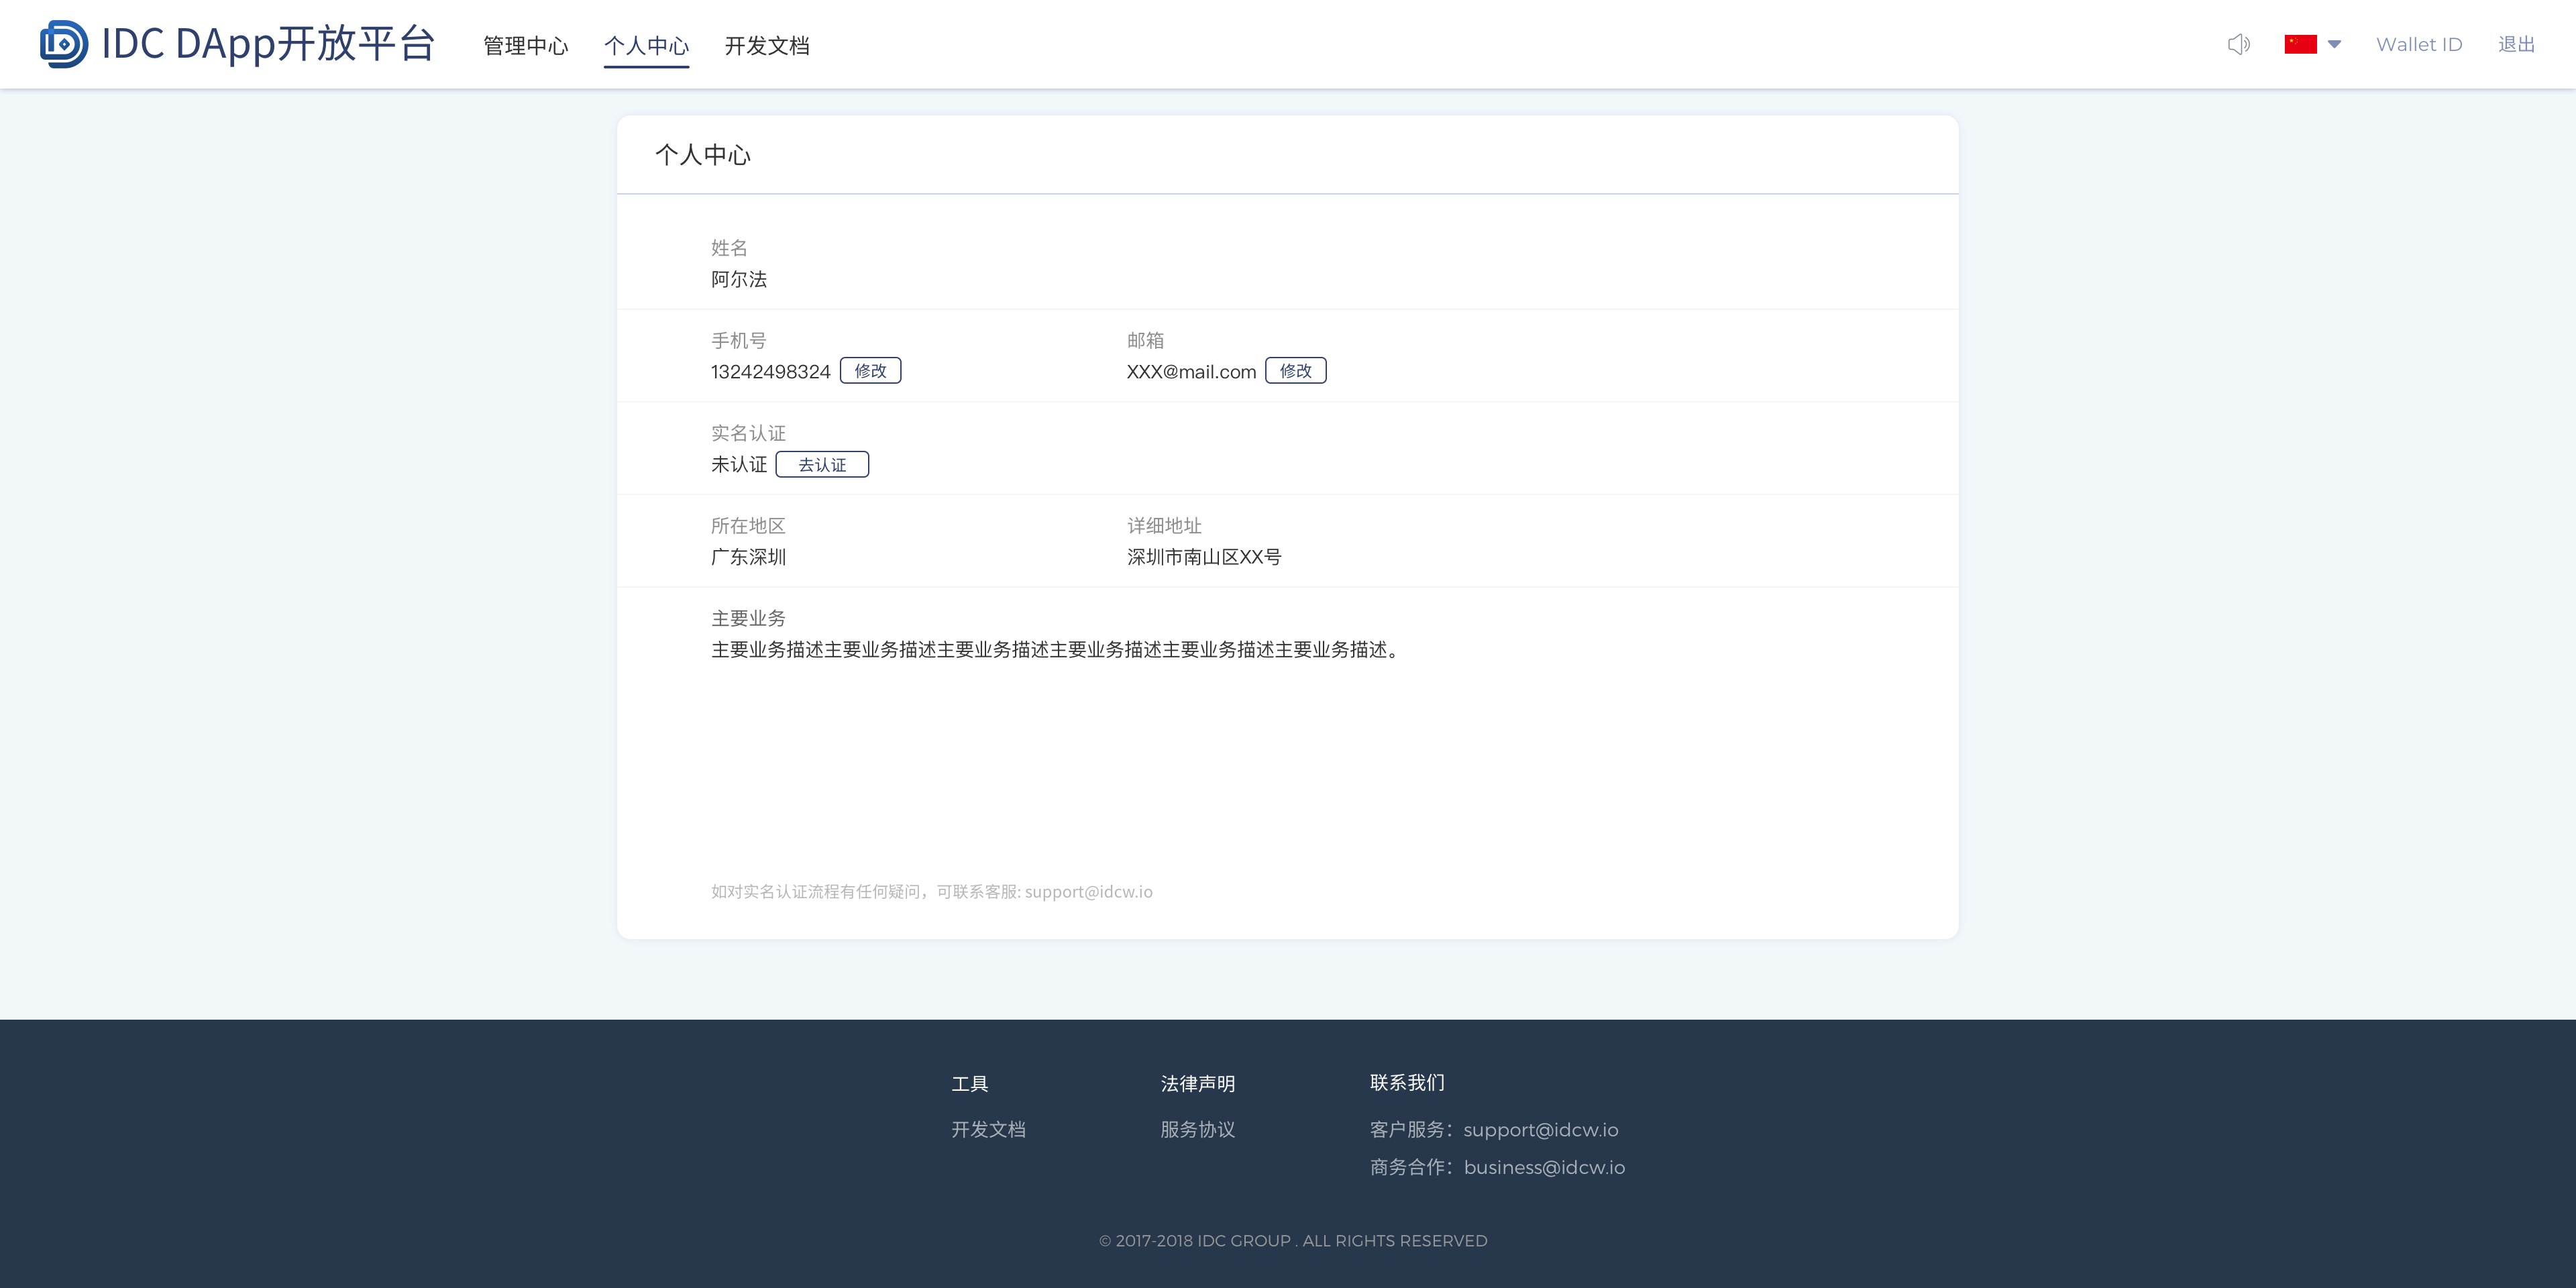 IDC DApp开放平台 管理中心 个人中心 开发文档 Wallet ID 退出
个人中心
姓名
阿尔法
手机号 邮箱
13242498324 修改 XXX@mail.com 修改
实名认证
未认证 去认证
所在地区 详细地址
广东深圳 深圳市南山区XX号
主要业务
主要业务描述主要业务描述主要业务描述主要业务描述主要业务描述主要业务描述。
如对实名认证流程有任何疑问，可联系客服: support@idcw.io
工具 法律声明 联系我们
开发文档 服务协议 客户服务：support@idcw.io
商务合作：business@idcw.io
© 2017-2018 IDC GROUP . ALL RIGHTS RESERVED